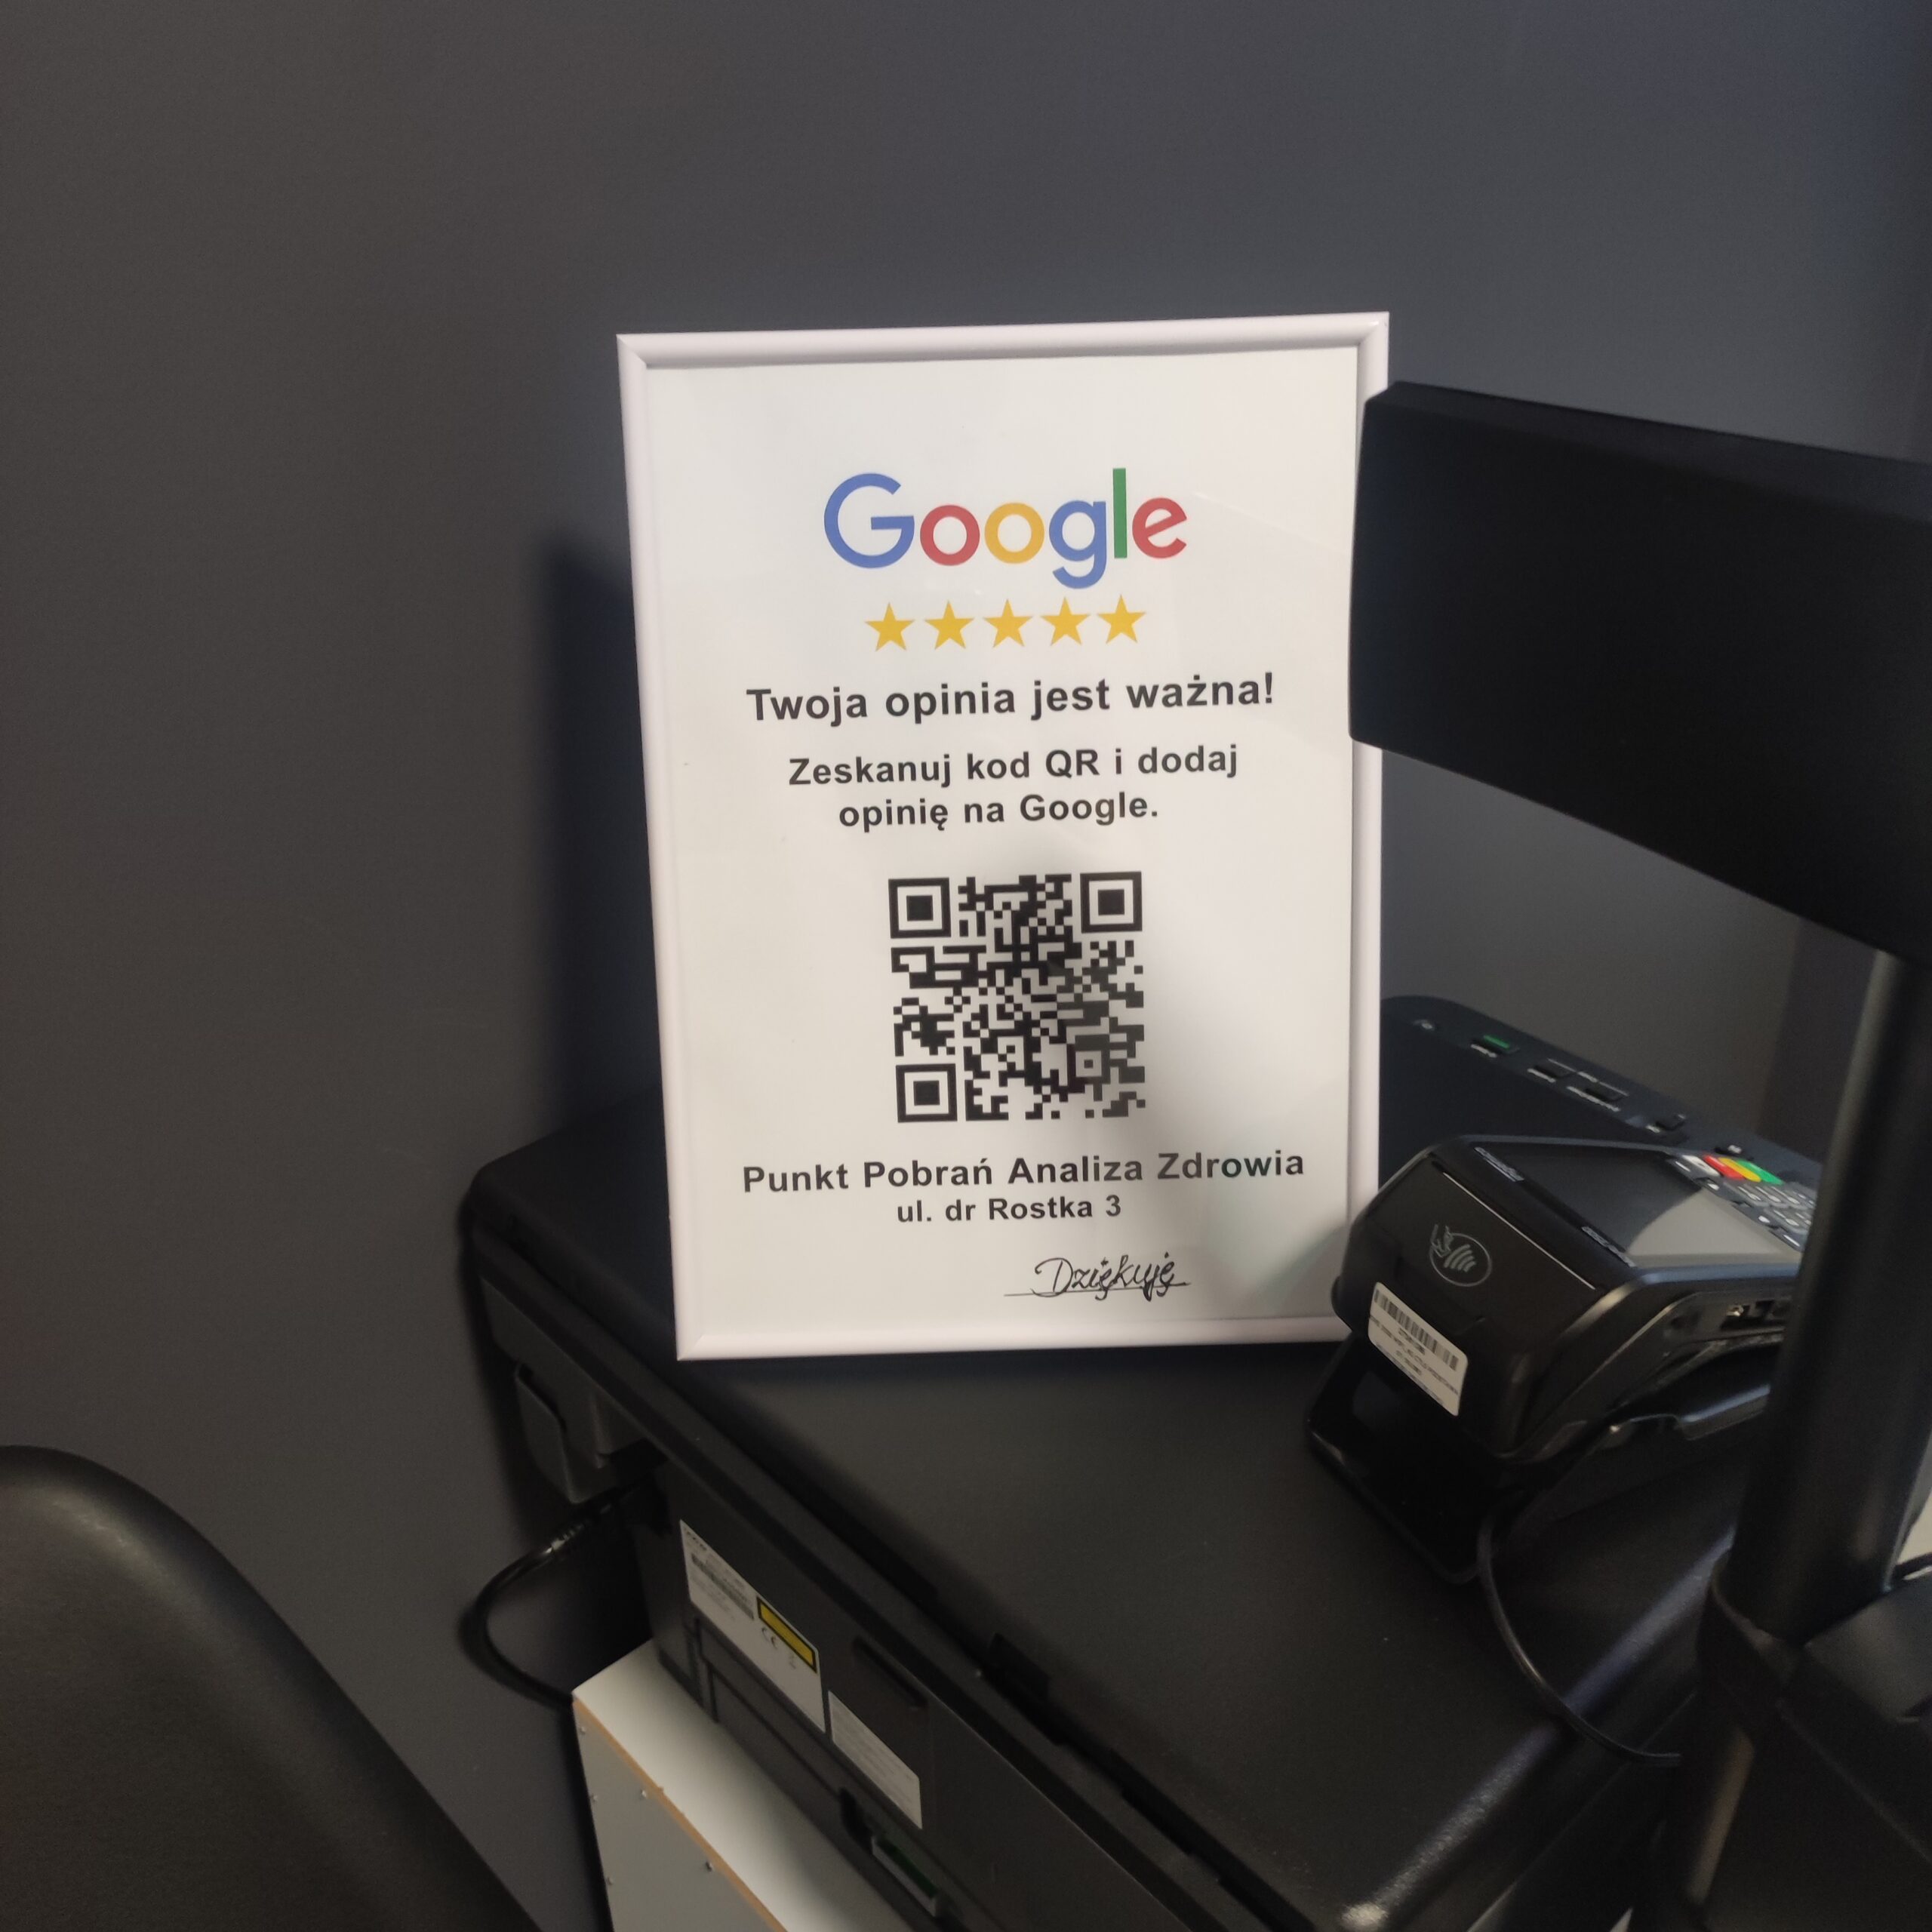 Google
Twoja opinia jest ważna!
Zeskanuj kod QR i dodaj
opinię na Google.
Punkt Pobrań Analiza Zdrowia
ul. dr Rostka 3
Dziękuję
CE